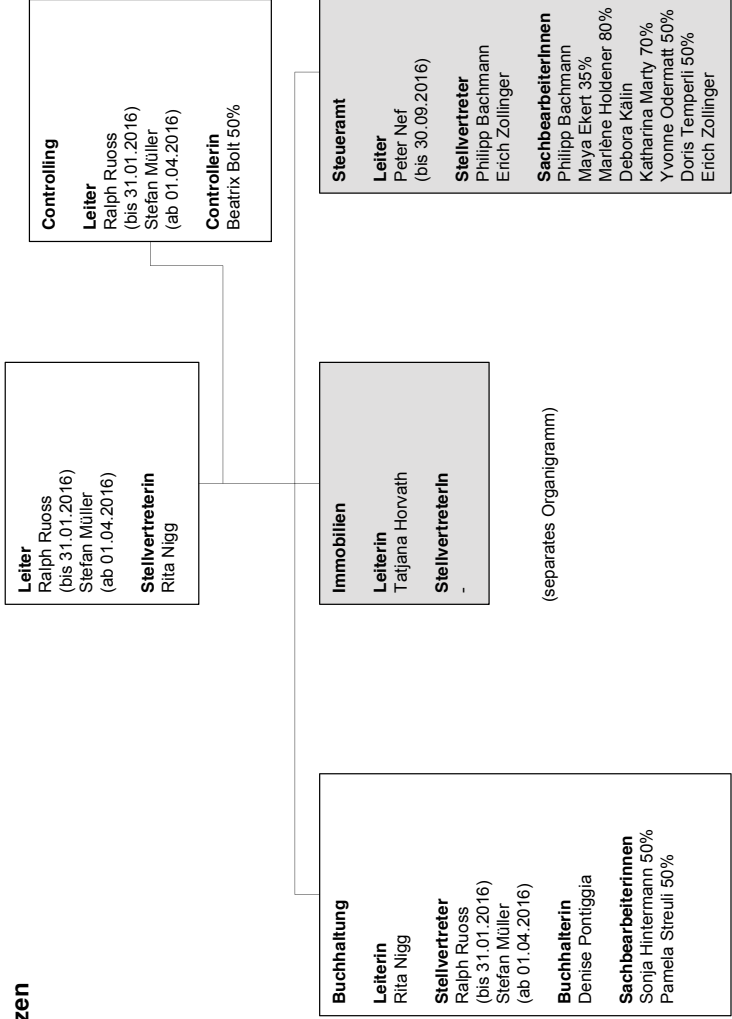 zen
Leiter
Ralph Ruoss
(bis 31.01.2016)
Stefan Müller
(ab 01.04.2016)
Stellvertreterin
Rita Nigg
Controlling
Leiter
Ralph Ruoss
(bis 31.01.2016)
Stefan Müller
(ab 01.04.2016)
Controllerin
Beatrix Bolt 50%
Buchhaltung
Leiterin
Rita Nigg
Stellvertreter
Ralph Ruoss
(bis 31.01.2016)
Stefan Müller
(ab 01.04.2016)
Buchhalterin
Denise Pontiggia
Sachbearbeiterinnen
Sonja Hintermann 50%
Pamela Streuli 50%
Immobilien
Leiterin
Tatjana Horvath
StellvertreterIn
-
(separates Organigramm)
Steueramt
Leiter
Peter Nef
(bis 30.09.2016)
Stellvertreter
Philipp Bachmann
Erich Zollinger
SachbearbeiterInnen
Philipp Bachmann
Maya Ekert 35%
Marlène Holdener 80%
Debora Kälin
Katharina Marty 70%
Yvonne Odermatt 50%
Doris Temperli 50%
Erich Zollinger